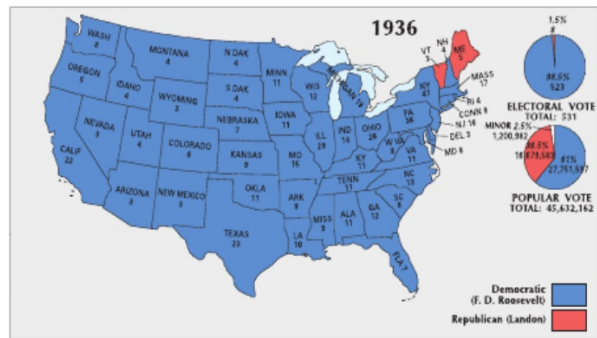 1936
WASH
8
OREGON
5
CALIF
22
NEVADA
3
IDAHO
4
MONTANA
4
WYOMING
3
UTAH
4
COLORADO
6
ARIZONA
3
NEW MEXICO
3
N DAK
4
S DAK
4
NEBRASKA
7
KANSAS
9
OKLA
11
TEXAS
23
MINN
11
IOWA
11
MO
15
ARK
9
LA
10
WIS
12
ILL
29
MICHIGAN 19
IND
14
OHIO
26
KY
11
TENN
11
MISS
9
ALA
11
GA
12
FLA 7
SC
8
NC
13
VA
11
W VA
8
PA
36
NY
47
VT
3
NH
4
ME
5
MASS
17
RI 4
CONN 8
NJ 16
DEL 3
MD 8
1.5%
8
98.5%
523
ELECTORAL VOTE
TOTAL: 531
MINOR 2.5%
1,200,982
36.5%
61%
POPULAR VOTE
TOTAL: 45,632,162
Democratic
(F. D. Roosevelt)
Republican (Landon)